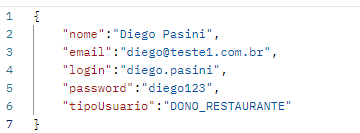 1 {
2 "nome":"Diego Pasini",
3 "email":"diego@teste1.com.br",
4 "login":"diego.pasini",
5 "password":"diego123",
6 "tipoUsuario":"DONO_RESTAURANTE"
7 }